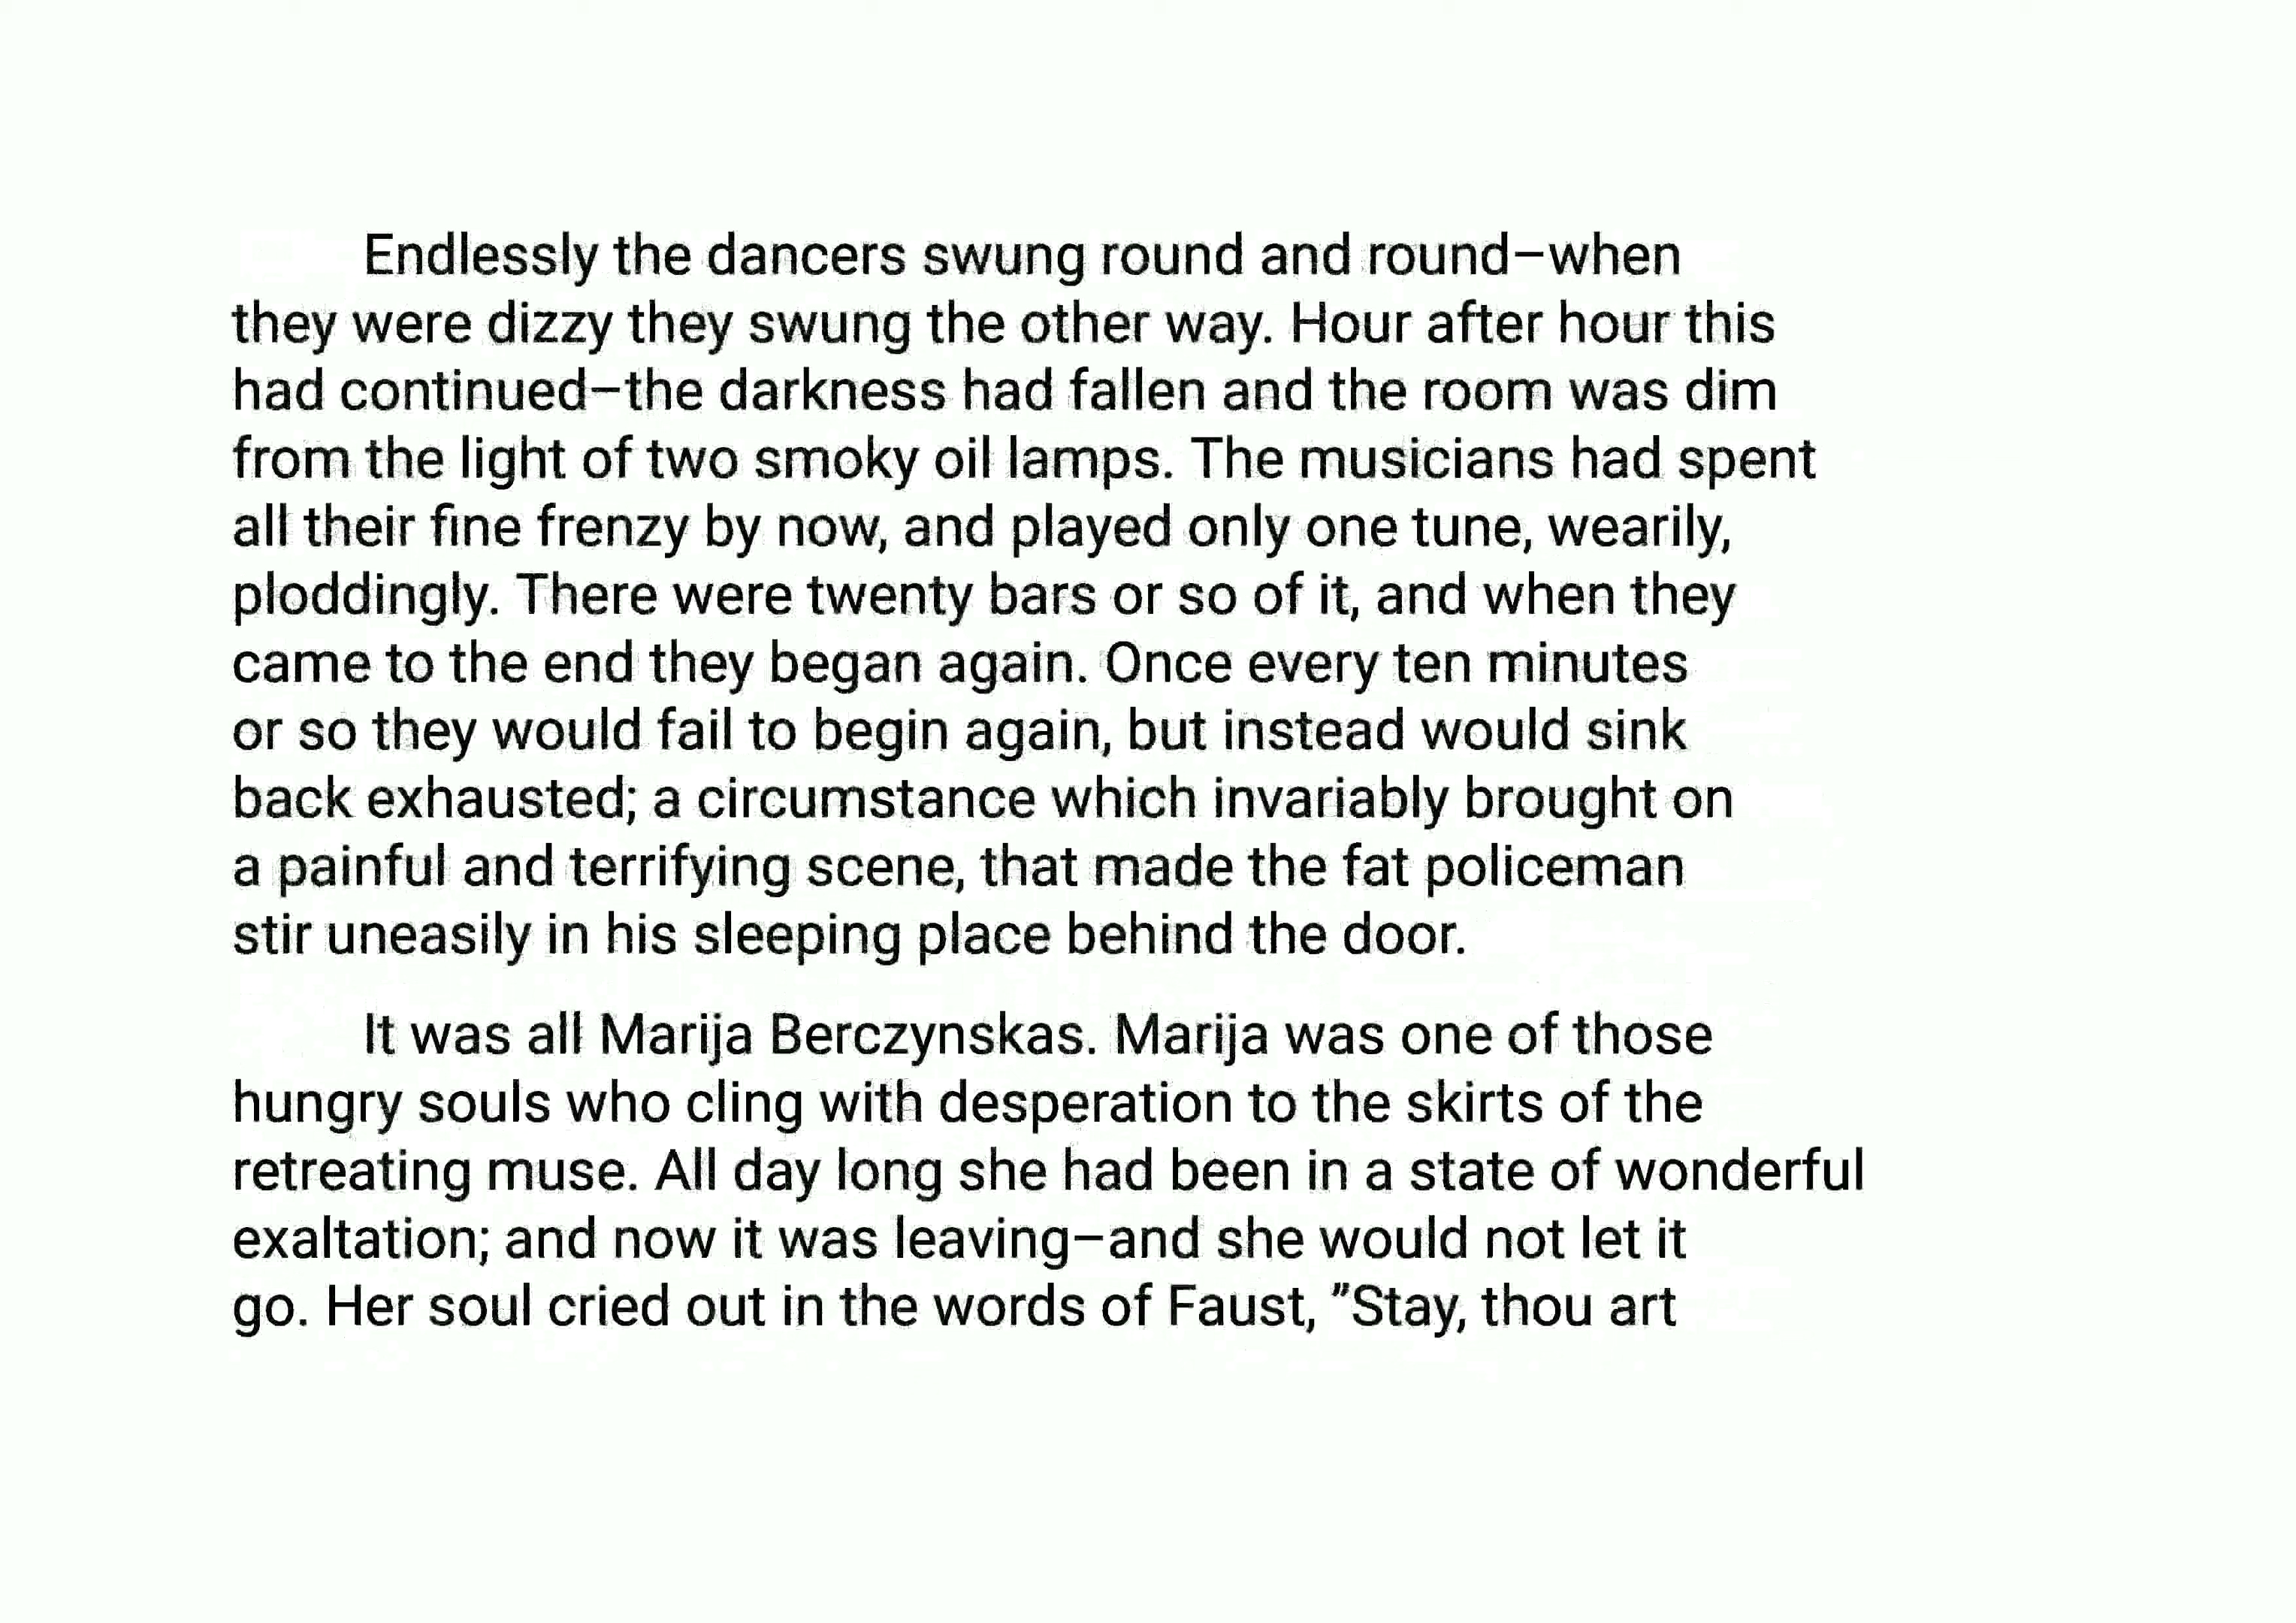 Endlessly the dancers swung round and round–when
they were dizzy they swung the other way. Hour after hour this
had continued–the darkness had fallen and the room was dim
from the light of two smoky oil lamps. The musicians had spent
all their fine frenzy by now, and played only one tune, wearily,
ploddingly. There were twenty bars or so of it, and when they
came to the end they began again. Once every ten minutes
or so they would fail to begin again, but instead would sink
back exhausted; a circumstance which invariably brought on
a painful and terrifying scene, that made the fat policeman
stir uneasily in his sleeping place behind the door.
It was all Marija Berczynskas. Marija was one of those
hungry souls who cling with desperation to the skirts of the
retreating muse. All day long she had been in a state of wonderful
exaltation; and now it was leaving–and she would not let it
go. Her soul cried out in the words of Faust, ”Stay, thou art